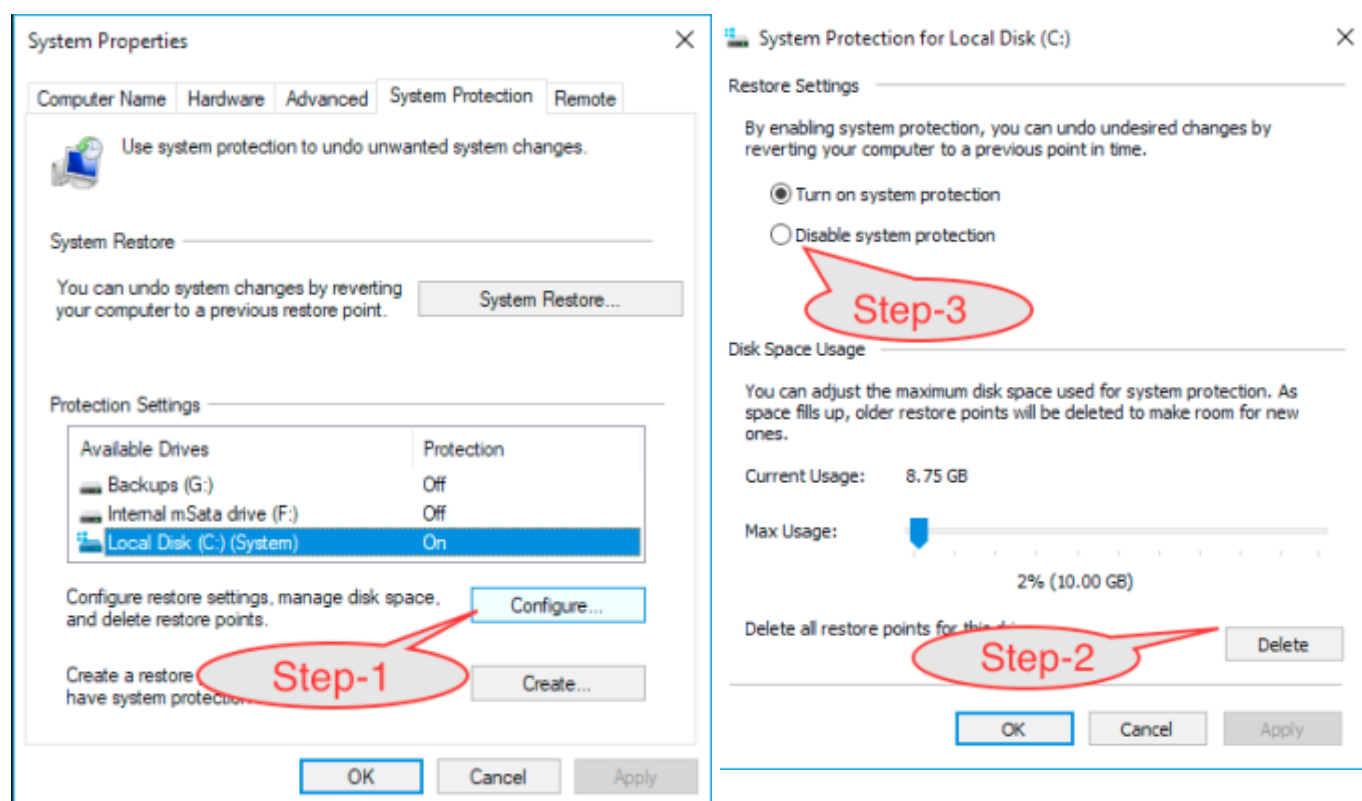 System Properties
Computer Name Hardware Advanced System Protection Remote
Use system protection to undo unwanted system changes.
System Restore
You can undo system changes by reverting
your computer to a previous restore point.
System Restore...
Protection Settings
Available Drives Protection
Backups (G:) Off
Internal mSata drive (F:) Off
Local Disk (C:) (System) On
Configure restore settings, manage disk space,
and delete restore points.
Configure...
Step-1
Create a restore
have system
Create...
OK Cancel Apply
System Protection for Local Disk (C:)
Restore Settings
By enabling system protection, you can undo undesired changes by
reverting your computer to a previous point in time.
Turn on system protection
Disable system protection
Step-3
Disk Space Usage
You can adjust the maximum disk space used for system protection. As
space fills up, older restore points will be deleted to make room for new
ones.
Current Usage: 8.75 GB
Max Usage:
2% (10.00 GB)
Delete all restore points for this
Step-2
Delete
OK Cancel Apply